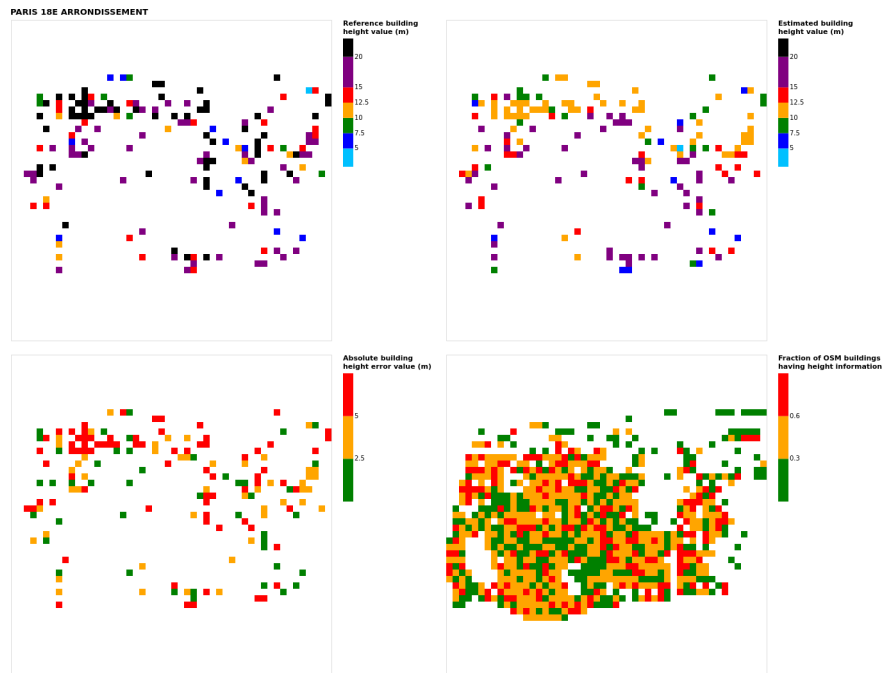 PARIS 18E ARRONDISSEMENT
Reference building
height value (m)
20
15
12.5
10
7.5
5
Estimated building
height value (m)
20
15
12.5
10
7.5
5
Absolute building
height error value (m)
5
2.5
Fraction of OSM buildings
having height information
0.6
0.3